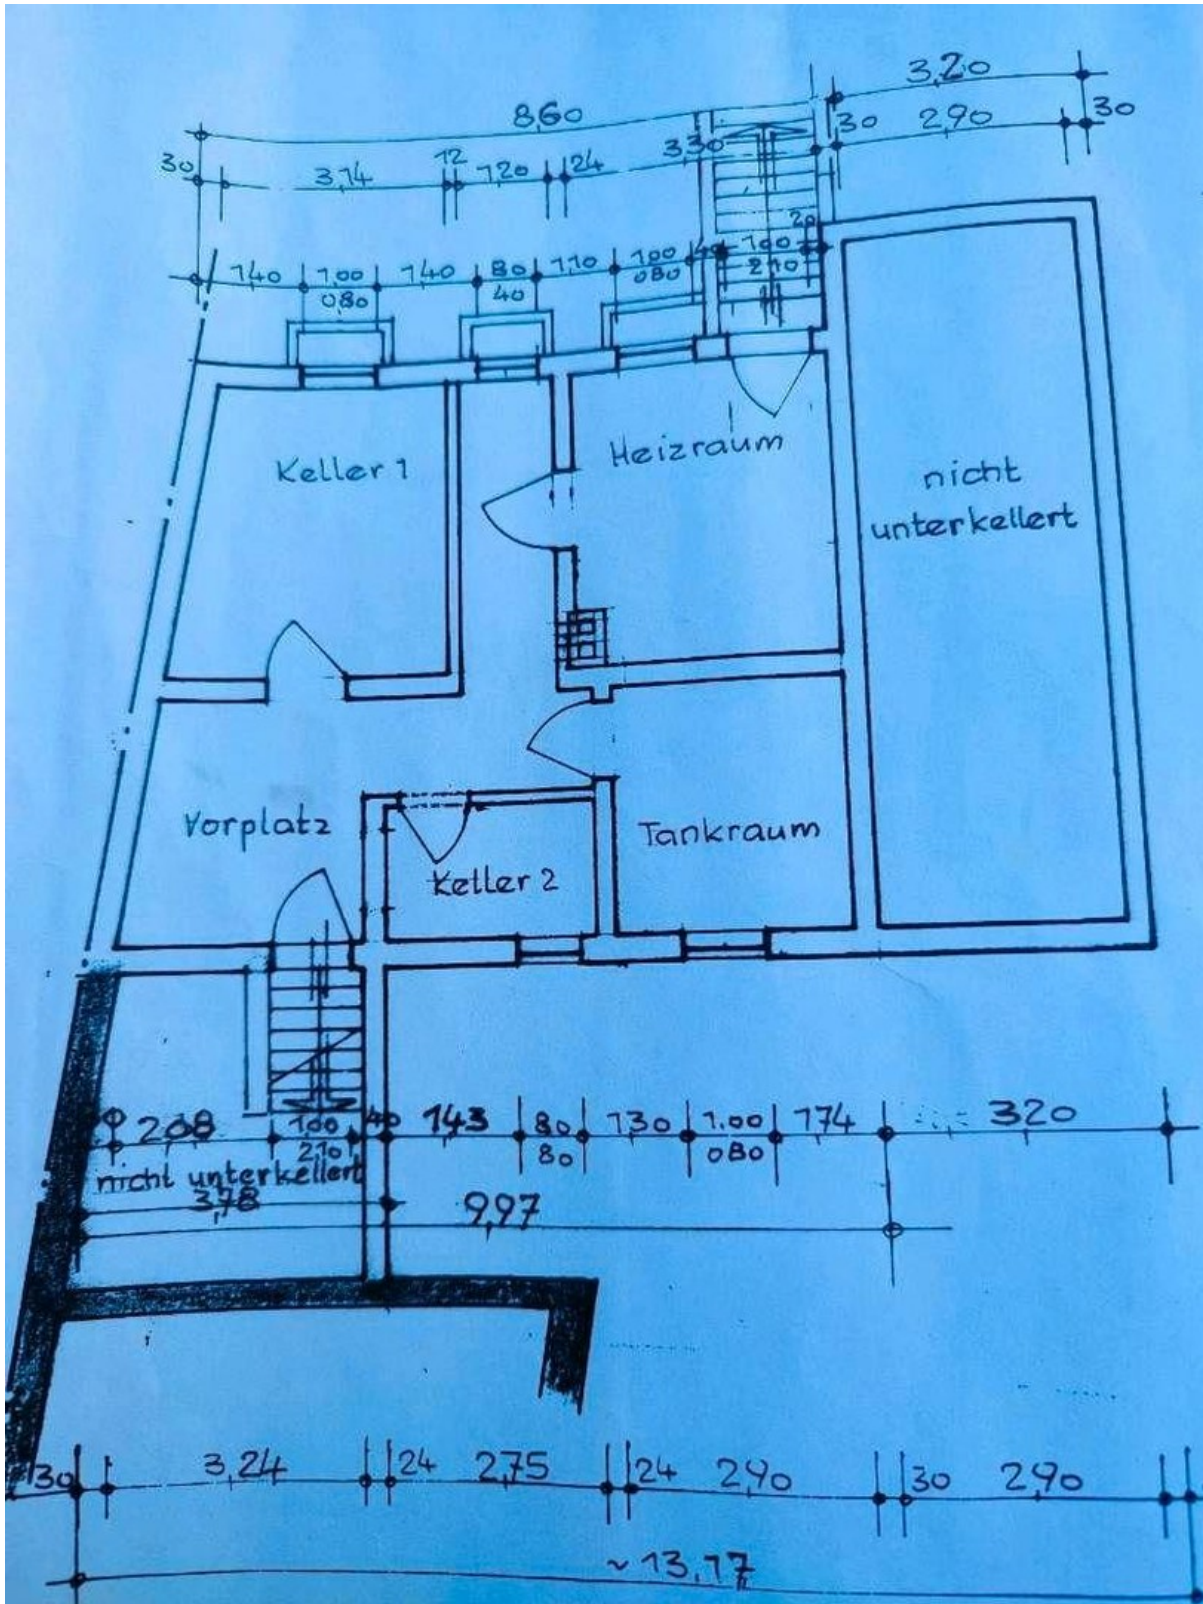 3,20
8,60
30 2,90 30
30 3,14 12 1,20 24 3,30
20
1,40 1,00 1,40 80 1,10 1,00 40 1,00
0,80 40 0,80 2,10
Keller 1
Heizraum
nicht
unterkellert
Vorplatz
Tankraum
Keller 2
2,08 1,00 40 1,43 80 1,30 1,00 1,74 3,20
2,10 80 0,80
nicht unterkellert
3,78 9,97
30 3,24 24 2,75 24 2,90 30 2,90
~ 13,17